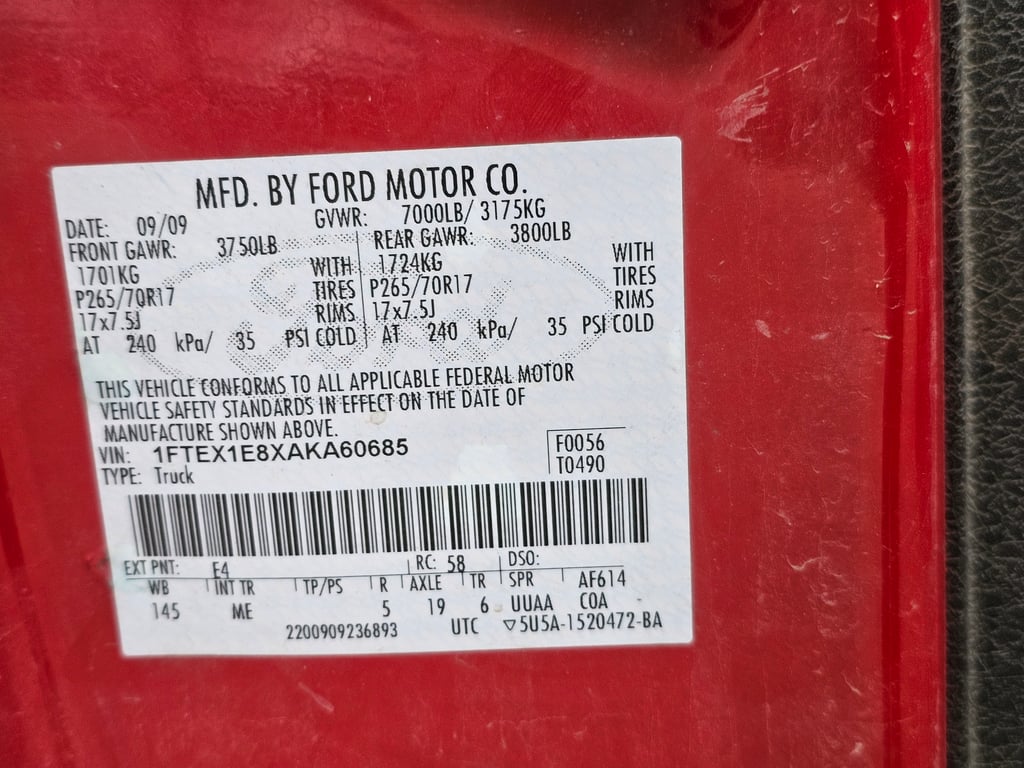 MFD. BY FORD MOTOR CO.
DATE: 09/09 GVWR: 7000LB/ 3175KG
FRONT GAWR: 3750LB REAR GAWR: 3800LB
1701KG WITH 1724KG WITH
P265/70R17 TIRES P265/70R17 TIRES
17x7.5J RIMS 17x7.5J RIMS
AT 240 kPa/ 35 PSI COLD AT 240 kPa/ 35 PSI COLD
THIS VEHICLE CONFORMS TO ALL APPLICABLE FEDERAL MOTOR
VEHICLE SAFETY STANDARDS IN EFFECT ON THE DATE OF
MANUFACTURE SHOWN ABOVE.
VIN: 1FTEX1E8XAKA60685 F0056
TYPE: Truck T0490
EXT PNT: E4 RC: 58 DSO:
WB INT TR TP/PS R AXLE TR SPR AF614
145 ME 5 19 6 UUAA COA
2200909236893 UTC ▽5U5A-1520472-BA